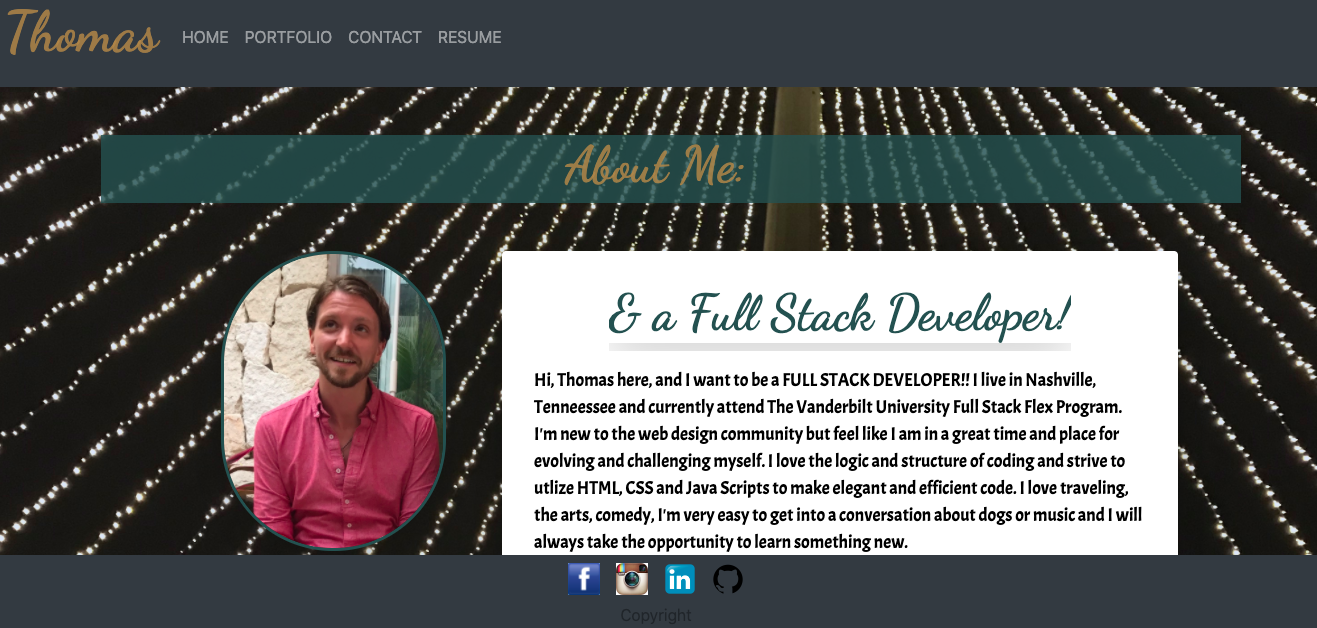 Thomas HOME PORTFOLIO CONTACT RESUME
About Me:
& a Full Stack Developer!
Hi, Thomas here, and I want to be a FULL STACK DEVELOPER!! I live in Nashville,
Tenneessee and currently attend The Vanderbilt University Full Stack Flex Program.
I'm new to the web design community but feel like I am in a great time and place for
evolving and challenging myself. I love the logic and structure of coding and strive to
utlize HTML, CSS and Java Scripts to make elegant and efficient code. I love traveling,
the arts, comedy, I'm very easy to get into a conversation about dogs or music and I will
always take the opportunity to learn something new.
f in
Copyright